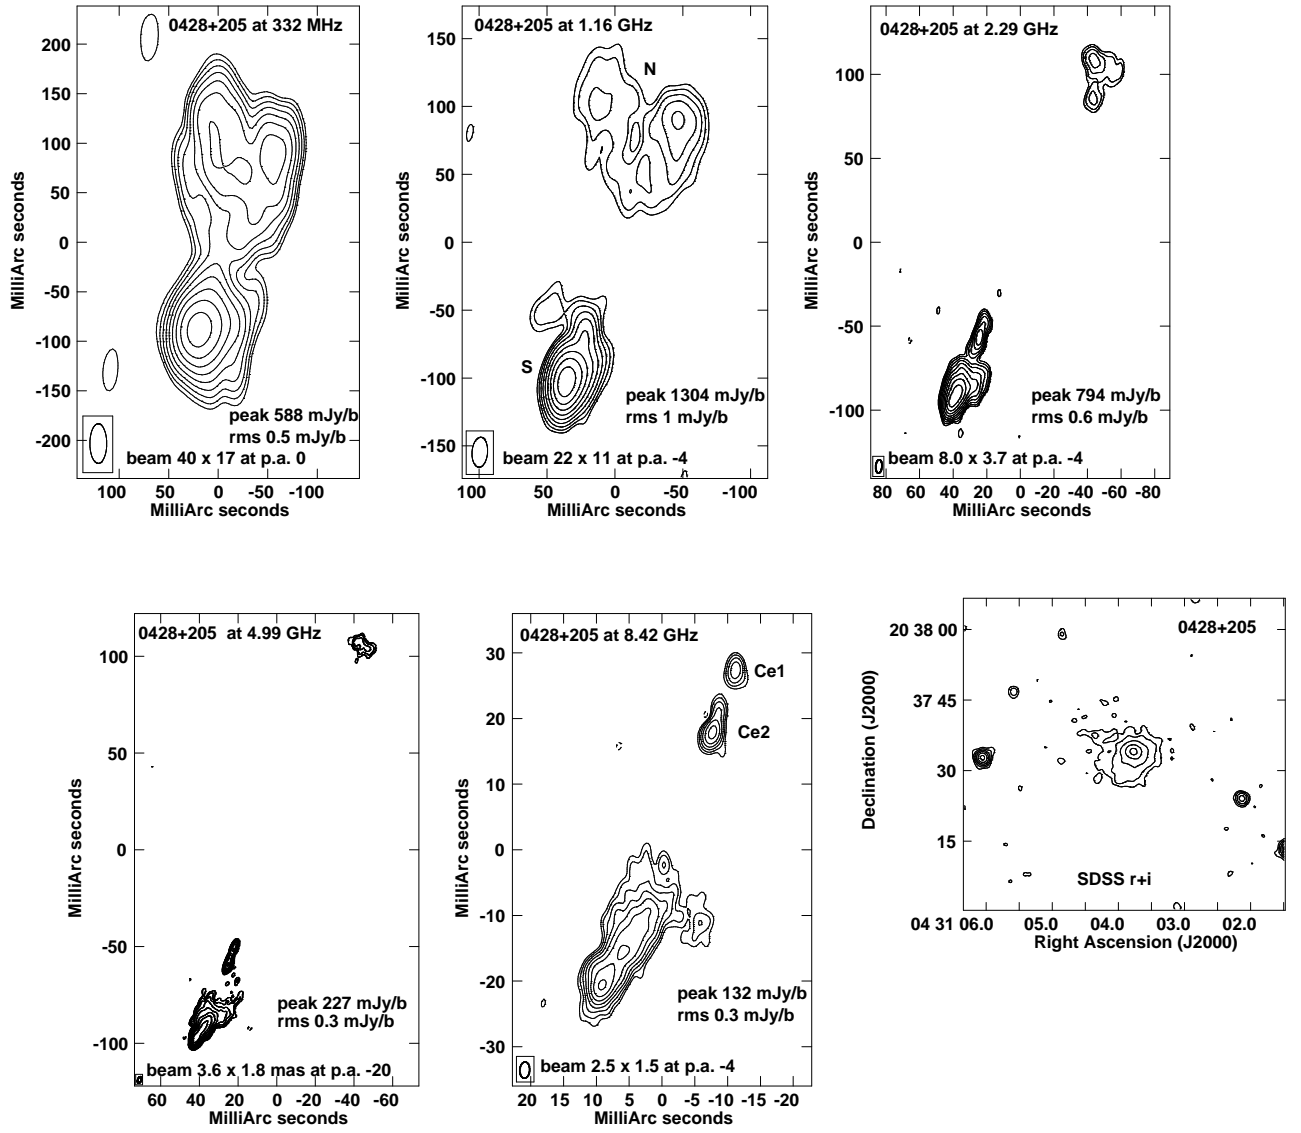 0428+205 at 332 MHz
200
150
100
50
0
-50
-100
-150
-200
MilliArc seconds
peak 588 mJy/b
rms 0.5 mJy/b
beam 40 x 17 at p.a. 0
100 50 0 -50 -100
MilliArc seconds
0428+205 at 1.16 GHz
150
100
50
0
-50
-100
-150
MilliArc seconds
N
S
peak 1304 mJy/b
rms 1 mJy/b
beam 22 x 11 at p.a. -4
100 50 0 -50 -100
MilliArc seconds
0428+205 at 2.29 GHz
100
50
0
-50
-100
MilliArc seconds
peak 794 mJy/b
rms 0.6 mJy/b
beam 8.0 x 3.7 at p.a. -4
80 60 40 20 0 -20 -40 -60 -80
MilliArc seconds
0428+205 at 4.99 GHz
100
50
0
-50
-100
MilliArc seconds
peak 227 mJy/b
rms 0.3 mJy/b
beam 3.6 x 1.8 mas at p.a. -20
60 40 20 0 -20 -40 -60
MilliArc seconds
0428+205 at 8.42 GHz
30
20
10
0
-10
-20
-30
MilliArc seconds
Ce1
Ce2
peak 132 mJy/b
rms 0.3 mJy/b
beam 2.5 x 1.5 at p.a. -4
20 15 10 5 0 -5 -10 -15 -20
MilliArc seconds
0428+205
20 38 00
37 45
30
15
Declination (J2000)
SDSS r+i
04 31 06.0 05.0 04.0 03.0 02.0
Right Ascension (J2000)